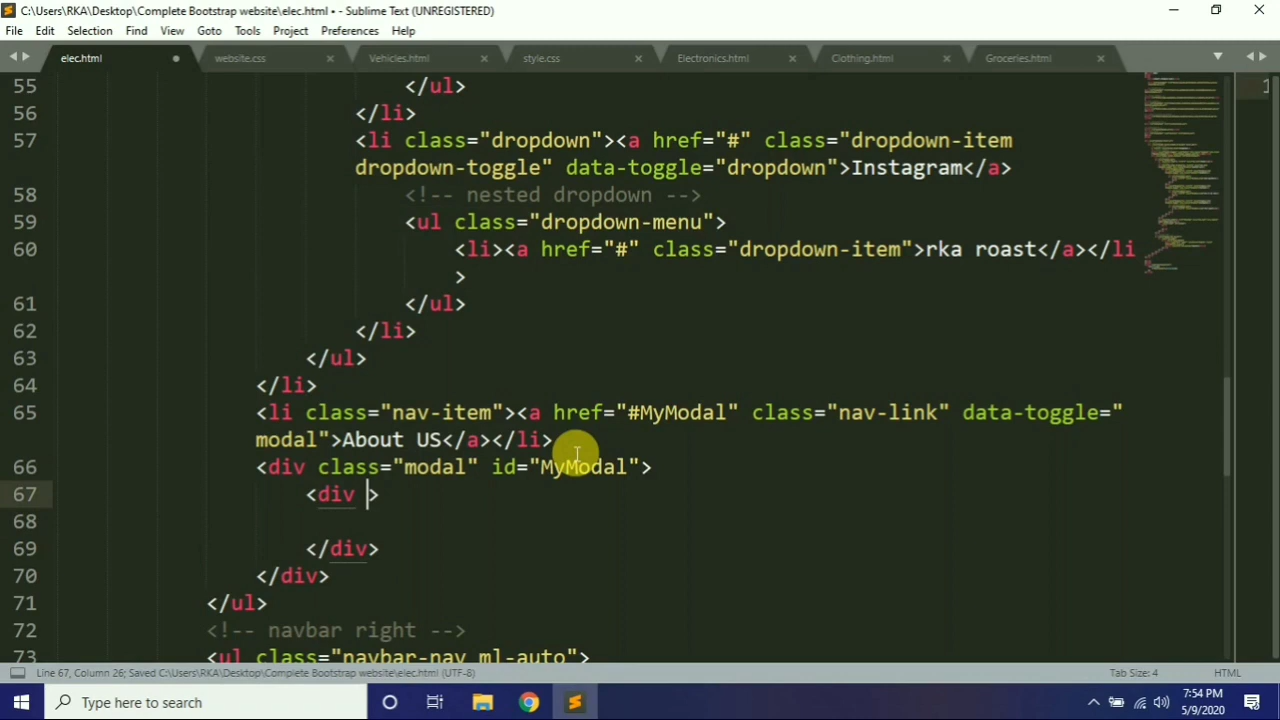 C:\Users\RKA\Desktop\Complete Bootstrap website\elec.html • - Sublime Text (UNREGISTERED)
File Edit Selection Find View Goto Tools Project Preferences Help
elec.html website.css Vehicles.html style.css Electronics.html Clothing.html Groceries.html
55 </ul>
56 </li>
57 <li class="dropdown"><a href="#" class="dropdown-item
dropdown-toggle" data-toggle="dropdown">Instagram</a>
58 <!-- nested dropdown -->
59 <ul class="dropdown-menu">
60 <li><a href="#" class="dropdown-item">rka roast</a></li
>
61 </ul>
62 </li>
63 </ul>
64 </li>
65 <li class="nav-item"><a href="#MyModal" class="nav-link" data-toggle="
modal">About US</a></li>
66 <div class="modal" id="MyModal">
67 <div >
68
69 </div>
70 </div>
71 </ul>
72 <!-- navbar right -->
73 <ul class="navbar-nav ml-auto">
Line 67, Column 26; Saved C:\Users\RKA\Desktop\Complete Bootstrap website\elec.html (UTF-8) Tab Size: 4 HTML
Type here to search
7:54 PM
5/9/2020